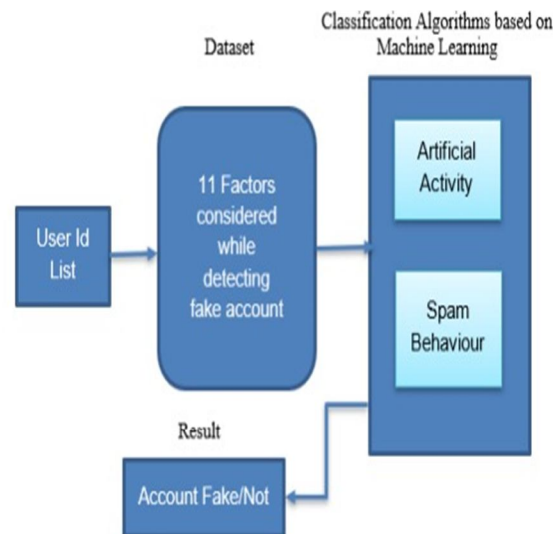 Classification Algorithms based on
Machine Learning
Dataset
11 Factors
considered
while
detecting
fake account
Artificial
Activity
User Id
List
Spam
Behaviour
Result
Account Fake/Not